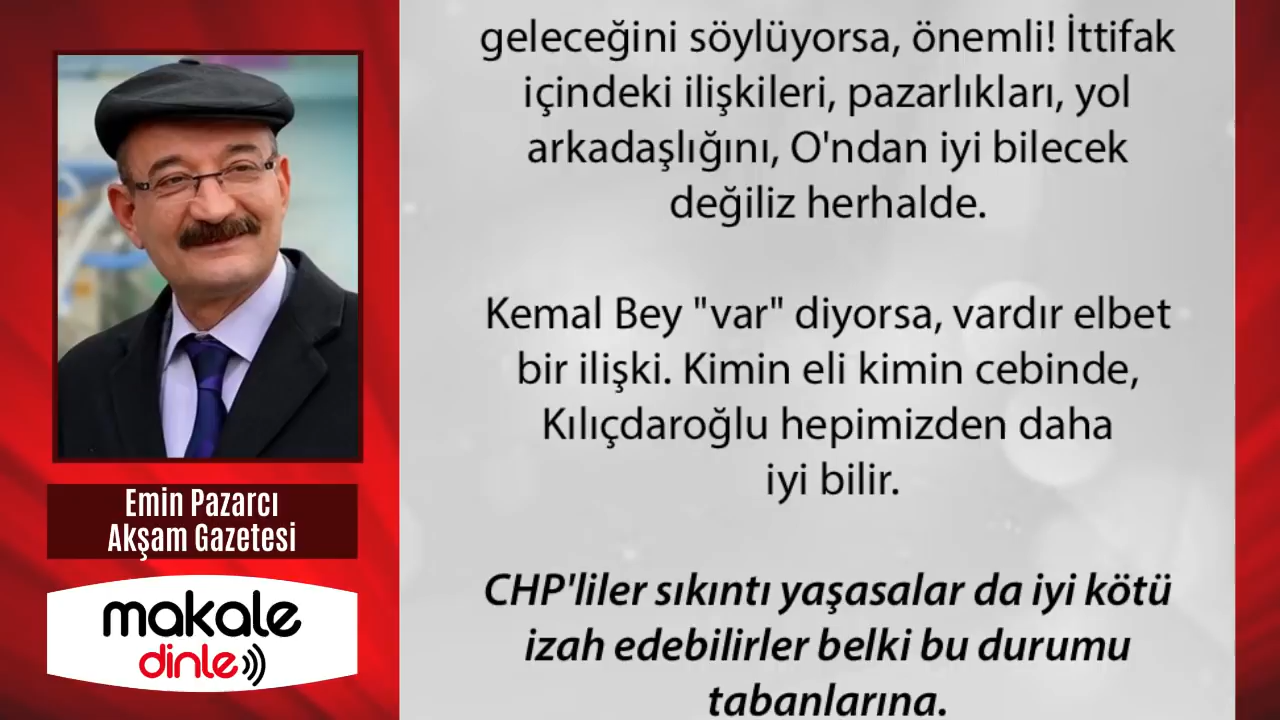 geleceğini söylüyorsa, önemli! İttifak
içindeki ilişkileri, pazarlıkları, yol
arkadaşlığını, O'ndan iyi bilecek
değiliz herhalde.
Kemal Bey "var" diyorsa, vardır elbet
bir ilişki. Kimin eli kimin cebinde,
Kılıçdaroğlu hepimizden daha
iyi bilir.
CHP'liler sıkıntı yaşasalar da iyi kötü
izah edebilirler belki bu durumu
tabanlarına.
Emin Pazarcı
Akşam Gazetesi
makale
dinle